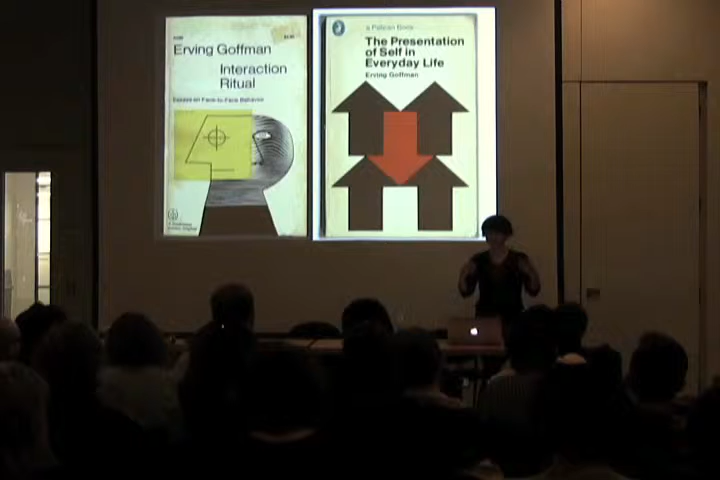 Erving Goffman
Interaction
Ritual
Essays on Face-to-Face Behavior
a Pelican Book
The Presentation
of Self in
Everyday Life
Erving Goffman